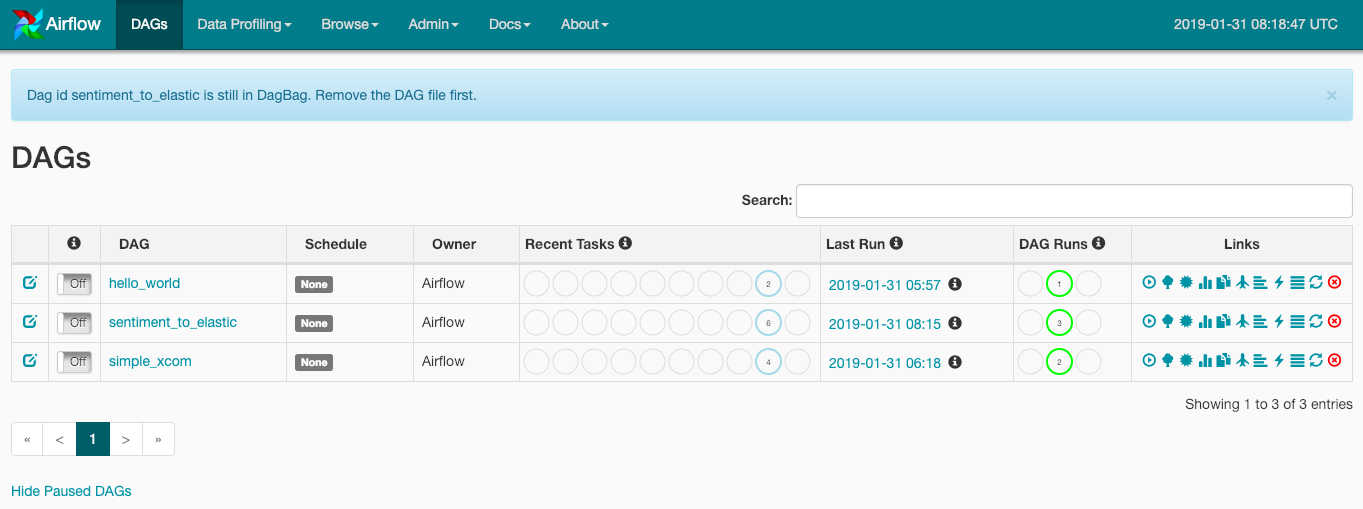 Airflow DAGs Data Profiling Browse Admin Docs About 2019-01-31 08:18:47 UTC
Dag id sentiment_to_elastic is still in DagBag. Remove the DAG file first. ×
DAGs
Search:
DAG Schedule Owner Recent Tasks Last Run DAG Runs Links
Off hello_world None Airflow 2 2019-01-31 05:57 1
Off sentiment_to_elastic None Airflow 6 2019-01-31 08:15 3
Off simple_xcom None Airflow 4 2019-01-31 06:18 2
Showing 1 to 3 of 3 entries
« < 1 > »
Hide Paused DAGs